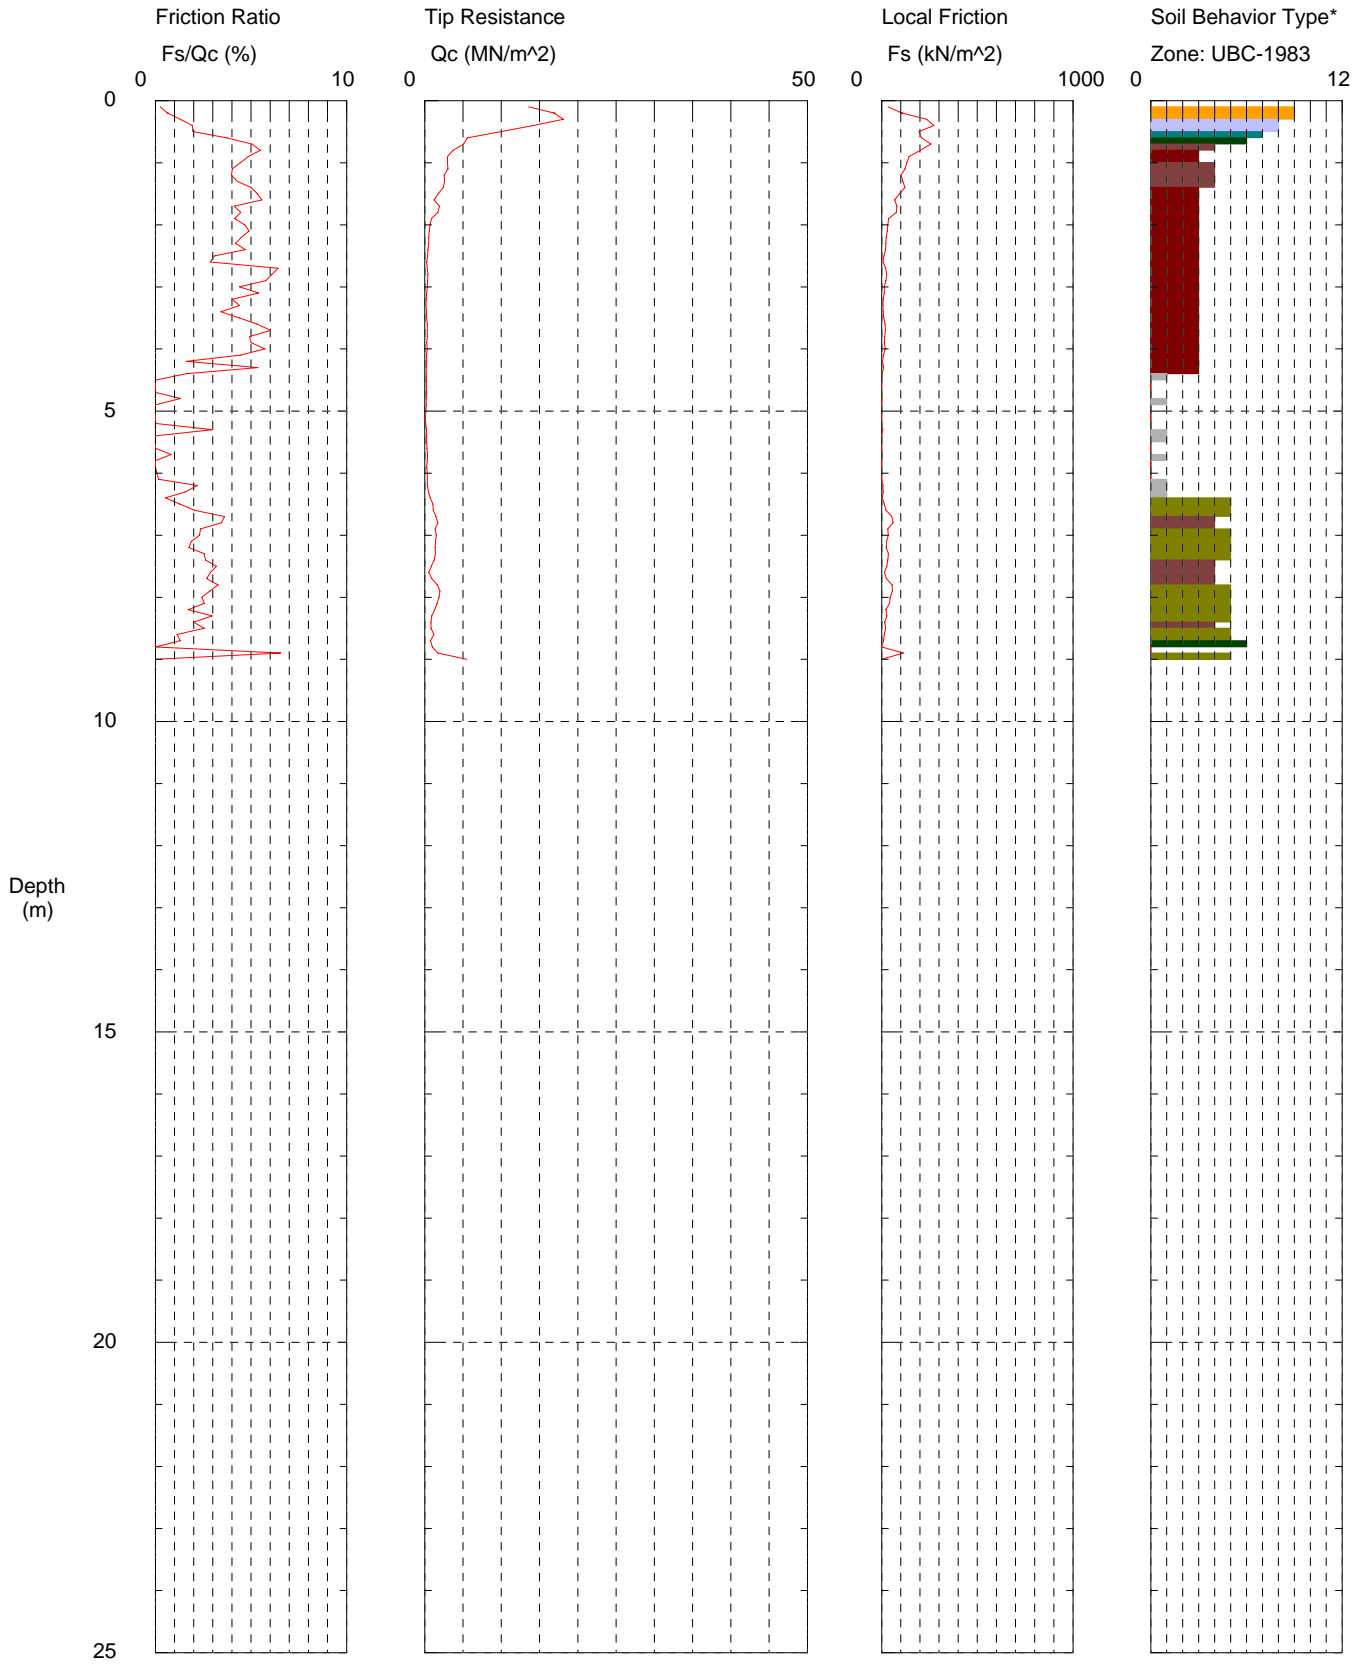 Friction Ratio
Tip Resistance
Local Friction
Soil Behavior Type*
Fs/Qc (%)
Qc (MN/m^2)
Fs (kN/m^2)
Zone: UBC-1983
0 10
0 50
0 1000
0 12
0
5
10
Depth
(m)
15
20
25